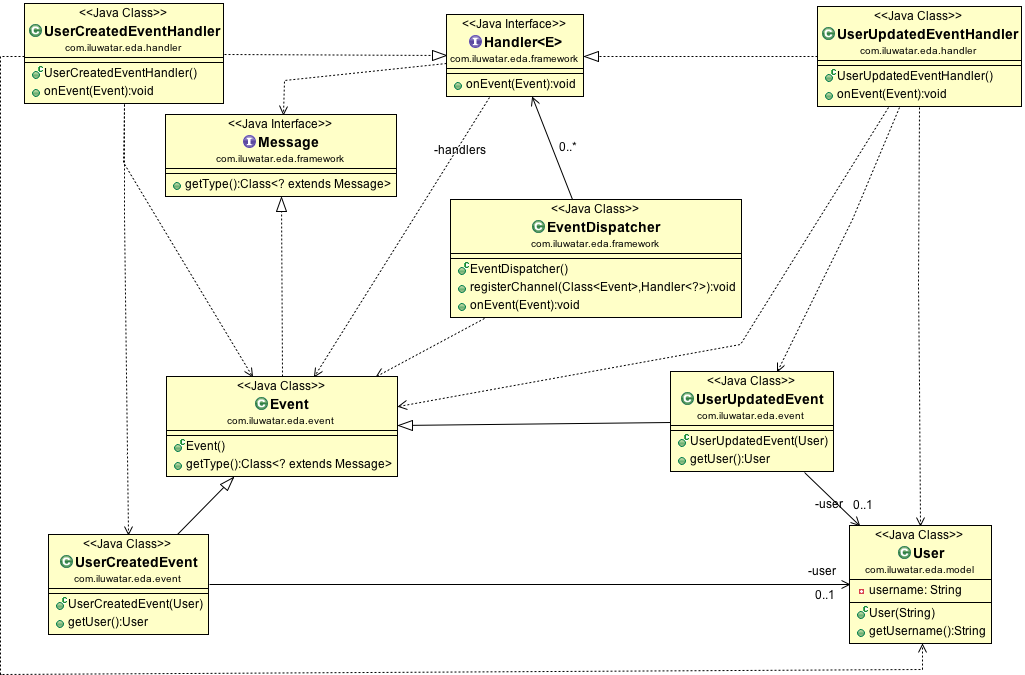 <<Java Class>>
UserCreatedEventHandler
com.iluwatar.eda.handler
UserCreatedEventHandler()
onEvent(Event):void
<<Java Interface>>
Handler<E>
com.iluwatar.eda.framework
onEvent(Event):void
<<Java Class>>
UserUpdatedEventHandler
com.iluwatar.eda.handler
UserUpdatedEventHandler()
onEvent(Event):void
<<Java Interface>>
Message
com.iluwatar.eda.framework
getType():Class<? extends Message>
-handlers
0..*
<<Java Class>>
EventDispatcher
com.iluwatar.eda.framework
EventDispatcher()
registerChannel(Class<Event>,Handler<?>):void
onEvent(Event):void
<<Java Class>>
Event
com.iluwatar.eda.event
Event()
getType():Class<? extends Message>
<<Java Class>>
UserUpdatedEvent
com.iluwatar.eda.event
UserUpdatedEvent(User)
getUser():User
-user
0..1
<<Java Class>>
UserCreatedEvent
com.iluwatar.eda.event
UserCreatedEvent(User)
getUser():User
-user
0..1
<<Java Class>>
User
com.iluwatar.eda.model
username: String
User(String)
getUsername():String